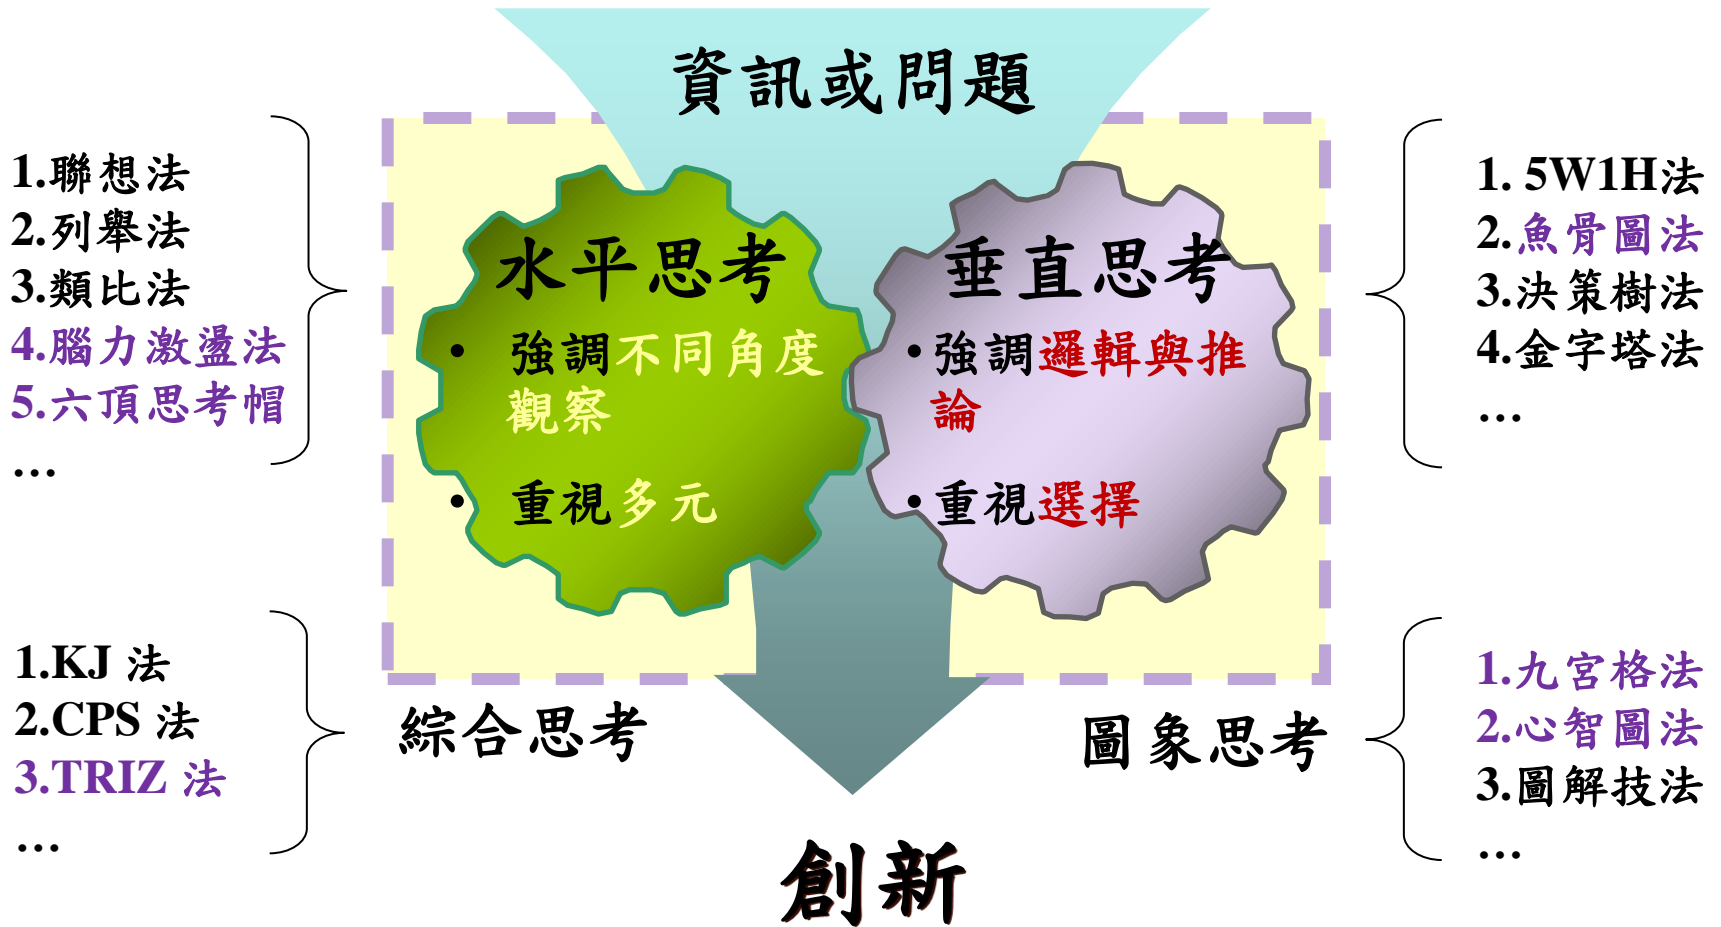 資訊或問題
1.聯想法
2.列舉法
3.類比法
4.腦力激盪法
5.六頂思考帽
…
水平思考
• 強調不同角度
觀察
• 重視多元
垂直思考
• 強調邏輯與推
論
• 重視選擇
1. 5W1H法
2.魚骨圖法
3.決策樹法
4.金字塔法
…
1.KJ 法
2.CPS 法
3.TRIZ 法
…
綜合思考
圖象思考
1.九宮格法
2.心智圖法
3.圖解技法
…
創新